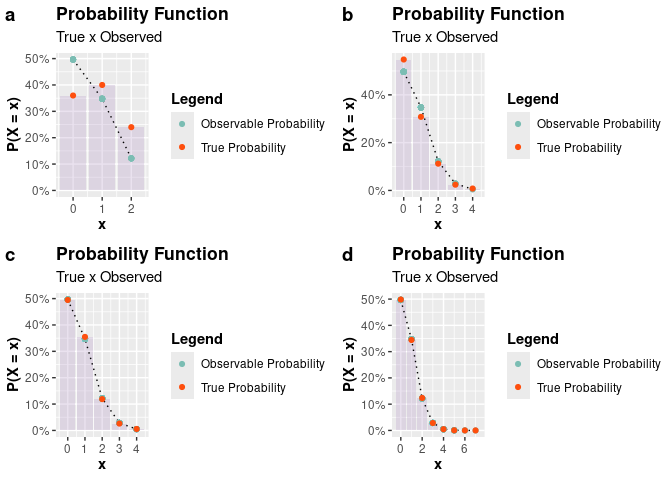 a
Probability Function
True x Observed
P(X = x)
50%
40%
30%
20%
10%
0%
0 1 2
x
Legend
Observable Probability
True Probability
b
Probability Function
True x Observed
P(X = x)
40%
20%
0%
0 1 2 3 4
x
Legend
Observable Probability
True Probability
c
Probability Function
True x Observed
P(X = x)
50%
40%
30%
20%
10%
0%
0 1 2 3 4
x
Legend
Observable Probability
True Probability
d
Probability Function
True x Observed
P(X = x)
50%
40%
30%
20%
10%
0%
0 2 4 6
x
Legend
Observable Probability
True Probability